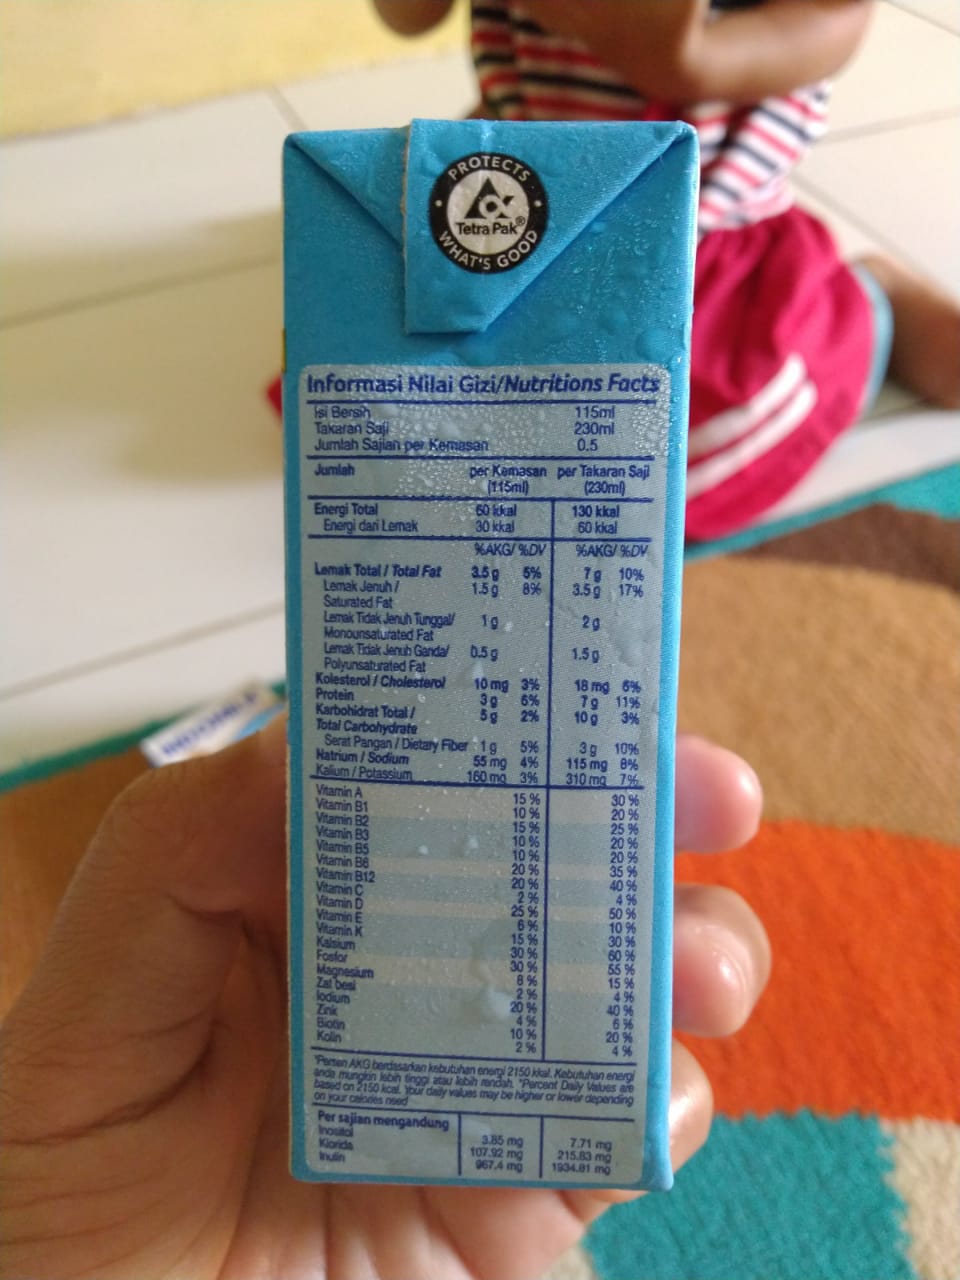 PROTECTS
Tetra Pak®
WHAT'S GOOD
Informasi Nilai Gizi/Nutritions Facts
Isi Bersih 115ml
Takaran Saji 230ml
Jumlah Sajian per Kemasan 0.5
Jumlah per Kemasan per Takaran Saji
(115ml) (230ml)
Energi Total 60 kkal 130 kkal
Energi dari Lemak 30 kkal 60 kkal
%AKG/ %DV %AKG/ %DV
Lemak Total / Total Fat 3.5 g 5% 7 g 10%
Lemak Jenuh / 1.5 g 8% 3.5 g 17%
Saturated Fat
Lemak Tidak Jenuh Tunggal/ 1 g 2 g
Monounsaturated Fat
Lemak Tidak Jenuh Ganda/ 0.5 g 1.5 g
Polyunsaturated Fat
Kolesterol / Cholesterol 10 mg 3% 18 mg 6%
Protein 3 g 6% 7 g 11%
Karbohidrat Total / 5 g 2% 10 g 3%
Total Carbohydrate
Serat Pangan / Dietary Fiber 1 g 5% 3 g 10%
Natrium / Sodium 55 mg 4% 115 mg 8%
Kalium / Potassium 160 mg 3% 310 mg 7%
Vitamin A 15 % 30 %
Vitamin B1 10 % 20 %
Vitamin B2 15 % 25 %
Vitamin B3 10 % 20 %
Vitamin B5 10 % 20 %
Vitamin B6 20 % 35 %
Vitamin B12 20 % 40 %
Vitamin C 2 % 4 %
Vitamin D 25 % 50 %
Vitamin E 6 % 10 %
Vitamin K 15 % 30 %
Kalsium 30 % 60 %
Fosfor 30 % 55 %
Magnesium 8 % 15 %
Zat besi 2 % 4 %
Iodium 20 % 40 %
Zink 4 % 6 %
Biotin 10 % 20 %
Kolin 2 % 4 %
*Persen AKG berdasarkan kebutuhan energi 2150 kkal. Kebutuhan energi
anda mungkin lebih tinggi atau lebih rendah. *Percent Daily Values are
based on 2150 kcal. Your daily values may be higher or lower depending
on your calories need
Per sajian mengandung
Inositol 3.85 mg 7.71 mg
Klorida 107.92 mg 215.83 mg
Inulin 967.4 mg 1934.81 mg